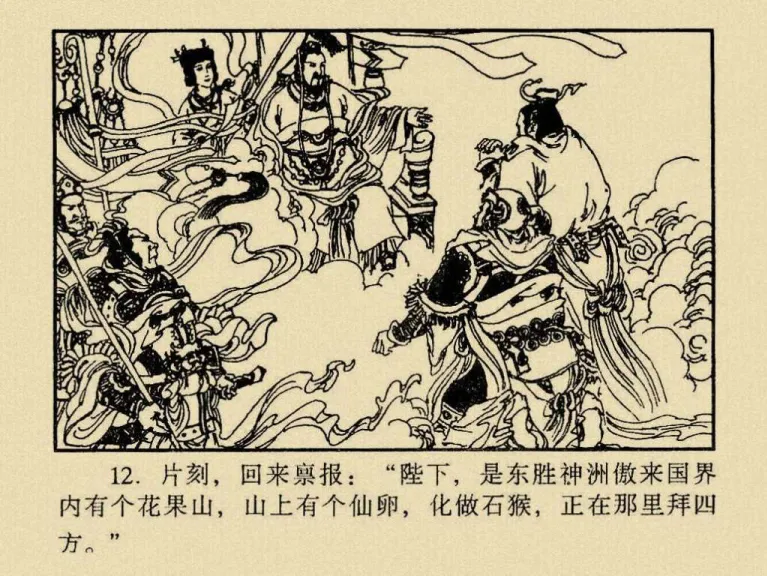 12．片刻，回来禀报：“陛下，是东胜神洲傲来国界
内有个花果山，山上有个仙卵，化做石猴，正在那里拜四
方。”